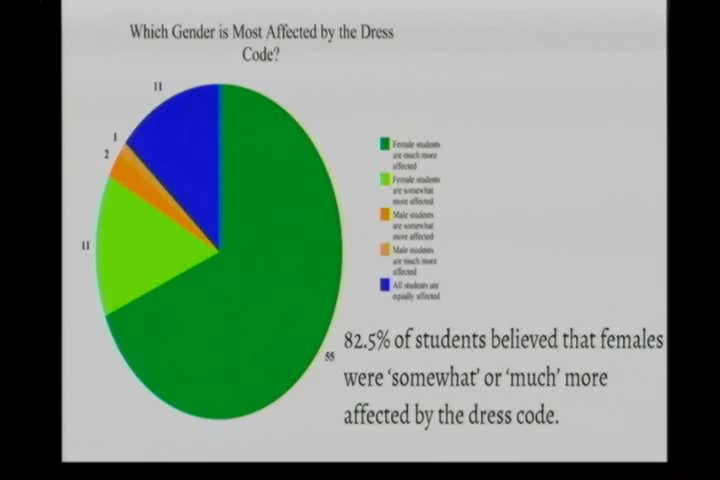 Which Gender is Most Affected by the Dress
Code?
11
1
2
11
55
Female students
are much more
affected
Female students
are somewhat
more affected
Male students
are somewhat
more affected
Male students
are much more
affected
All students are
equally affected
82.5% of students believed that females
were ‘somewhat’ or ‘much’ more
affected by the dress code.